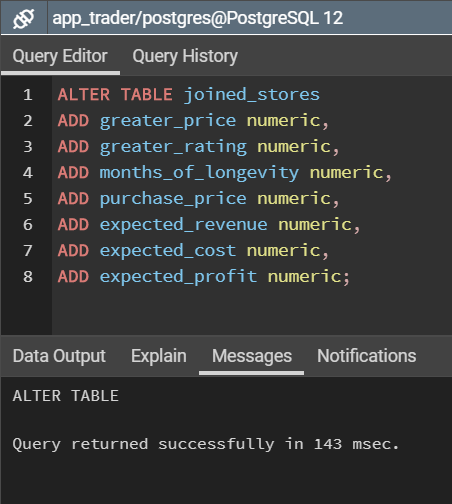 app_trader/postgres@PostgreSQL 12
Query Editor Query History
1 ALTER TABLE joined_stores
2 ADD greater_price numeric,
3 ADD greater_rating numeric,
4 ADD months_of_longevity numeric,
5 ADD purchase_price numeric,
6 ADD expected_revenue numeric,
7 ADD expected_cost numeric,
8 ADD expected_profit numeric;
Data Output Explain Messages Notifications
ALTER TABLE
Query returned successfully in 143 msec.